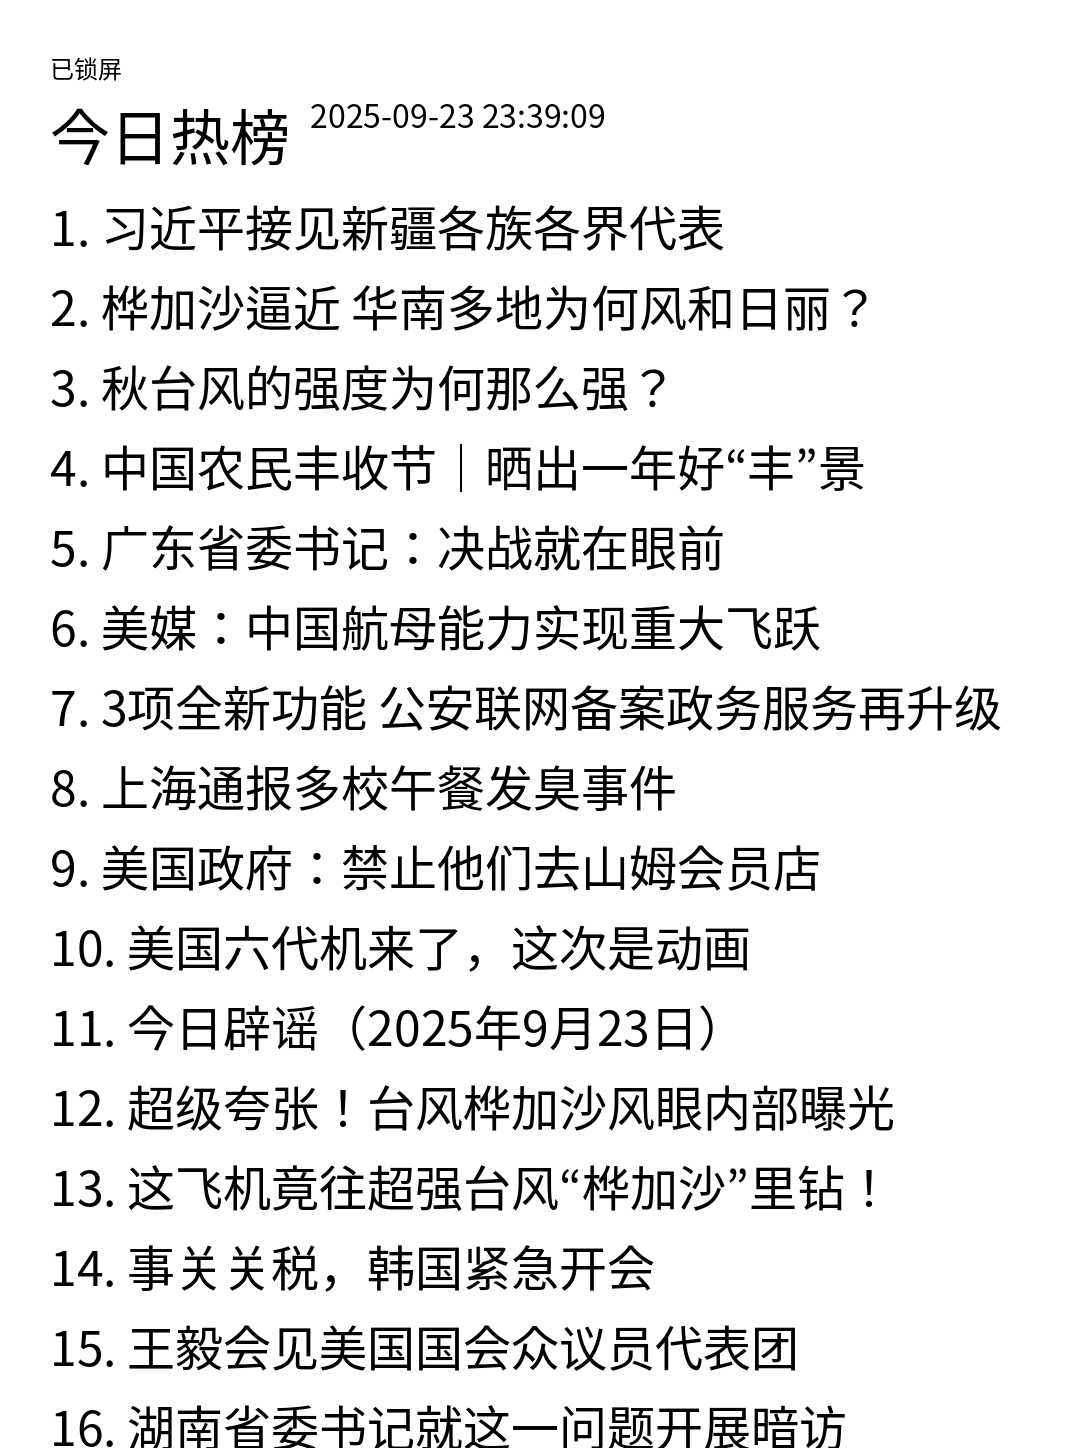 已锁屏
今日热榜 2025-09-23 23:39:09
1. 习近平接见新疆各族各界代表
2. 桦加沙逼近 华南多地为何风和日丽？
3. 秋台风的强度为何那么强？
4. 中国农民丰收节｜晒出一年好“丰”景
5. 广东省委书记：决战就在眼前
6. 美媒：中国航母能力实现重大飞跃
7. 3项全新功能 公安联网备案政务服务再升级
8. 上海通报多校午餐发臭事件
9. 美国政府：禁止他们去山姆会员店
10. 美国六代机来了，这次是动画
11. 今日辟谣（2025年9月23日）
12. 超级夸张！台风桦加沙风眼内部曝光
13. 这飞机竟往超强台风“桦加沙”里钻！
14. 事关关税，韩国紧急开会
15. 王毅会见美国国会众议员代表团
16. 湖南省委书记就这一问题开展暗访